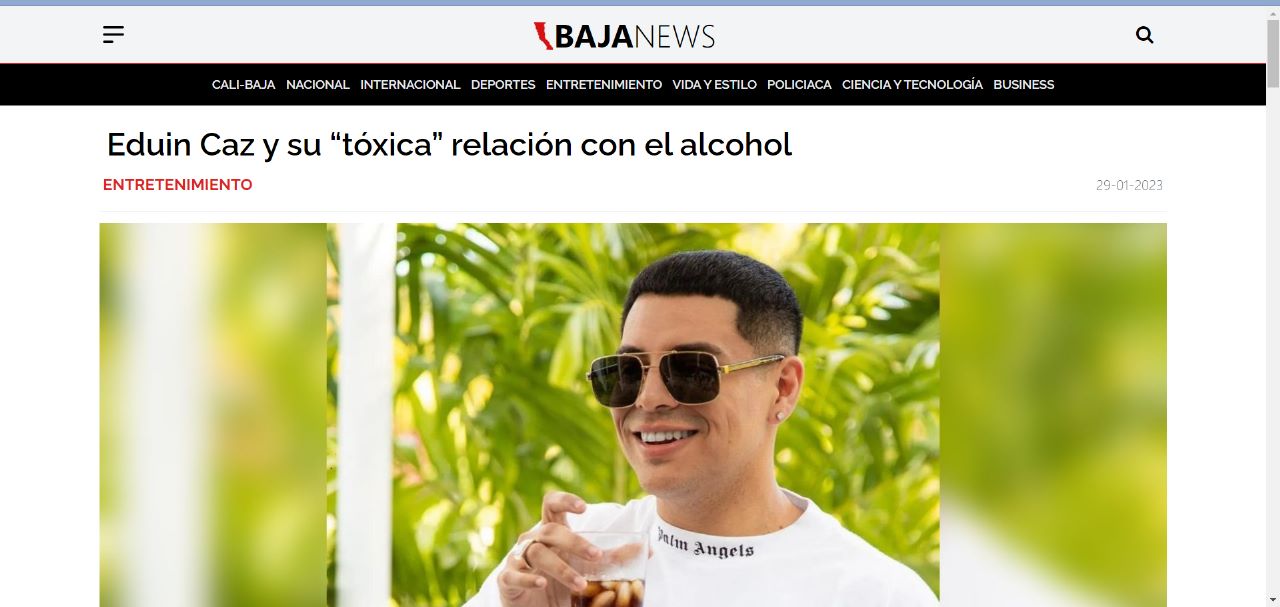 BAJANEWS
CALI-BAJA NACIONAL INTERNACIONAL DEPORTES ENTRETENIMIENTO VIDA Y ESTILO POLICIACA CIENCIA Y TECNOLOGÍA BUSINESS
Eduin Caz y su “tóxica” relación con el alcohol
ENTRETENIMIENTO 29-01-2023
Palm Angels